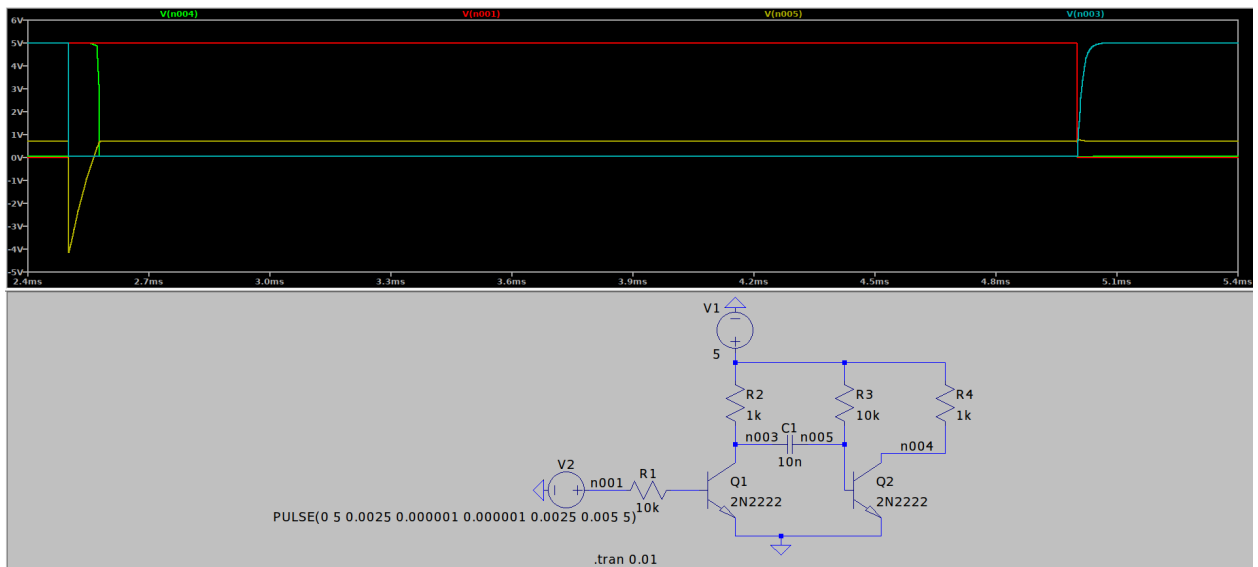 V(n004) V(n001) V(n005) V(n003)
6V
5V
4V
3V
2V
1V
0V
-1V
-2V
-3V
-4V
-5V
2.4ms 2.7ms 3.0ms 3.3ms 3.6ms 3.9ms 4.2ms 4.5ms 4.8ms 5.1ms 5.4ms
V1
5
R2
1k
R3
10k
R4
1k
C1
n003 n005
10n
n004
V2
n001
R1
10k
Q1
2N2222
Q2
2N2222
PULSE(0 5 0.0025 0.000001 0.000001 0.0025 0.005 5)
.tran 0.01